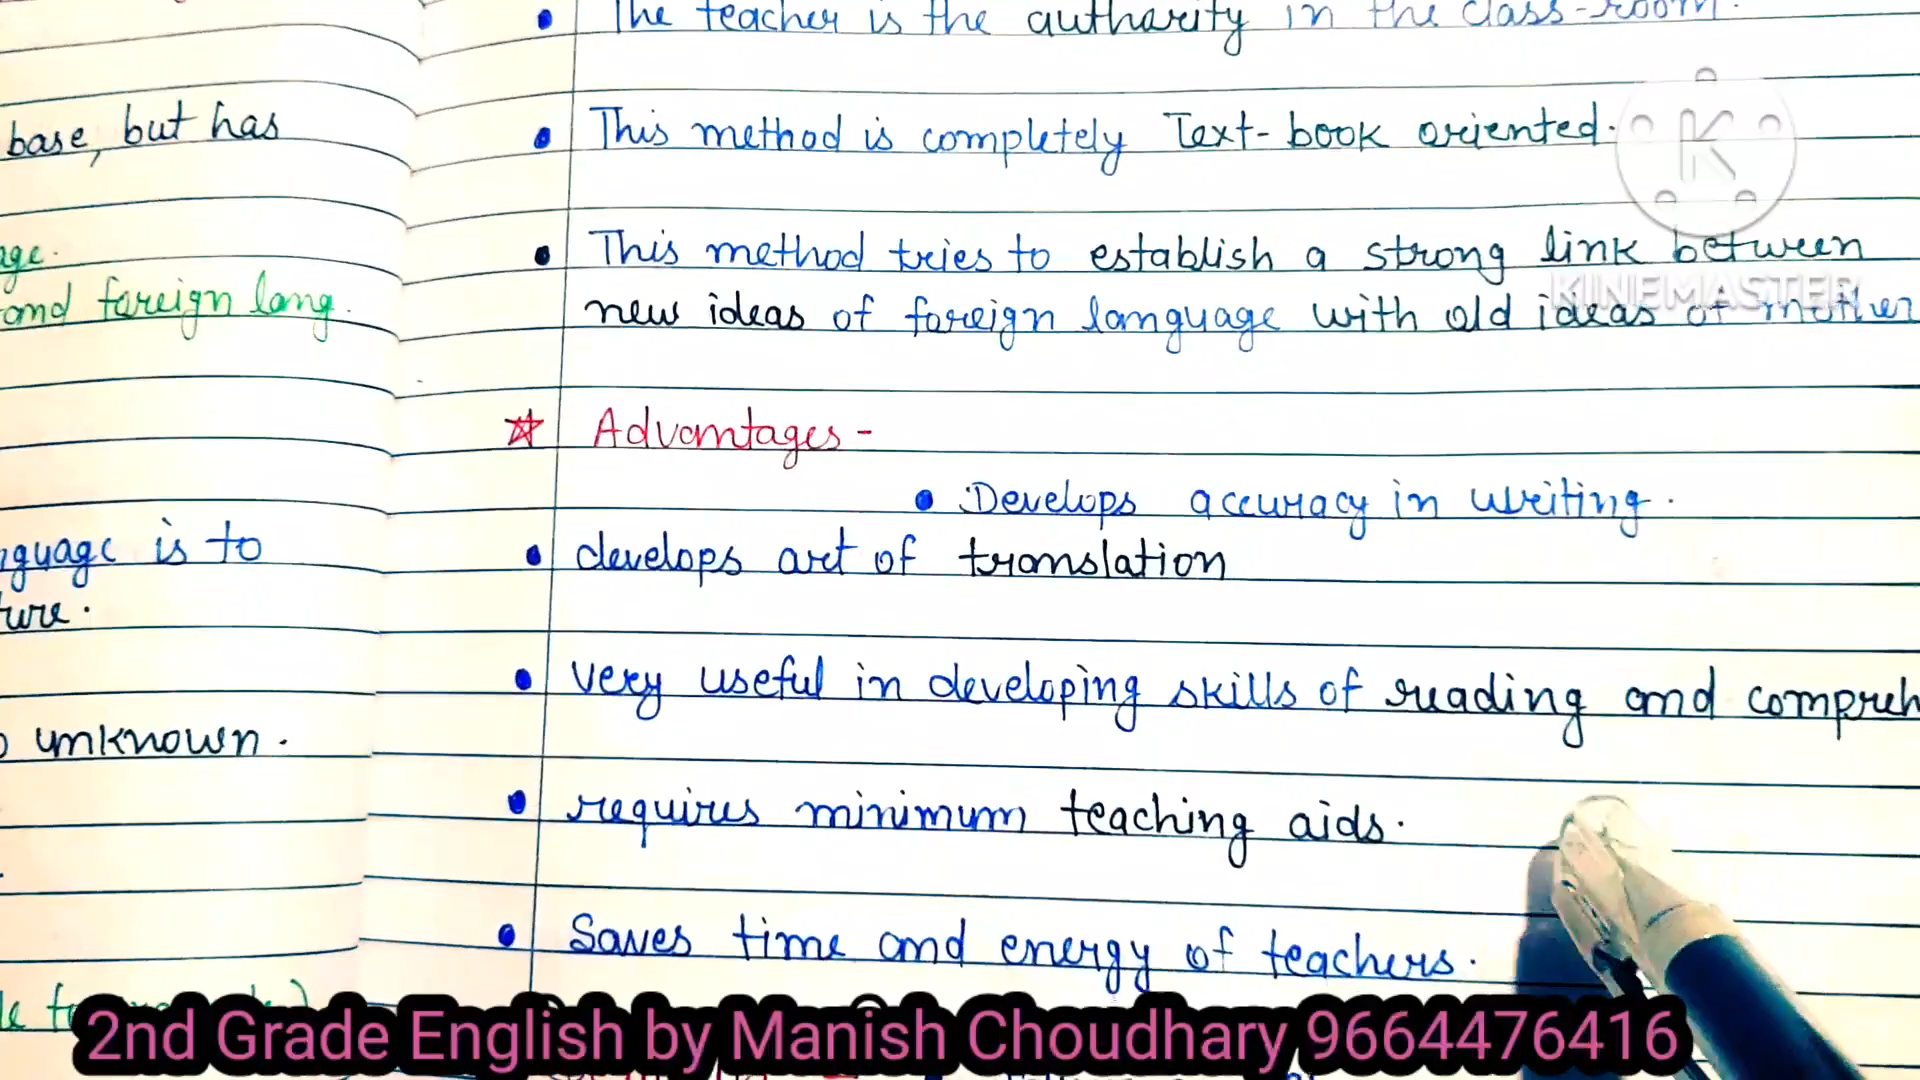 base, but has
age.
and foreign lang.
nguage is to
ture.
unknown.
• The teacher is the autharity in the class-room.
• This method is completely Text-book oriented.
• This method tries to establish a strong link between
new ideas of foreign language with old ideas of mother
☆ Advantages -
• Develops accuracy in writing.
• develops art of translation
• very useful in developing skills of reading and compreh
• requires minimum teaching aids.
• Saves time and energy of teachers.
K
KINEMASTER
2nd Grade English by Manish Choudhary 9664476416